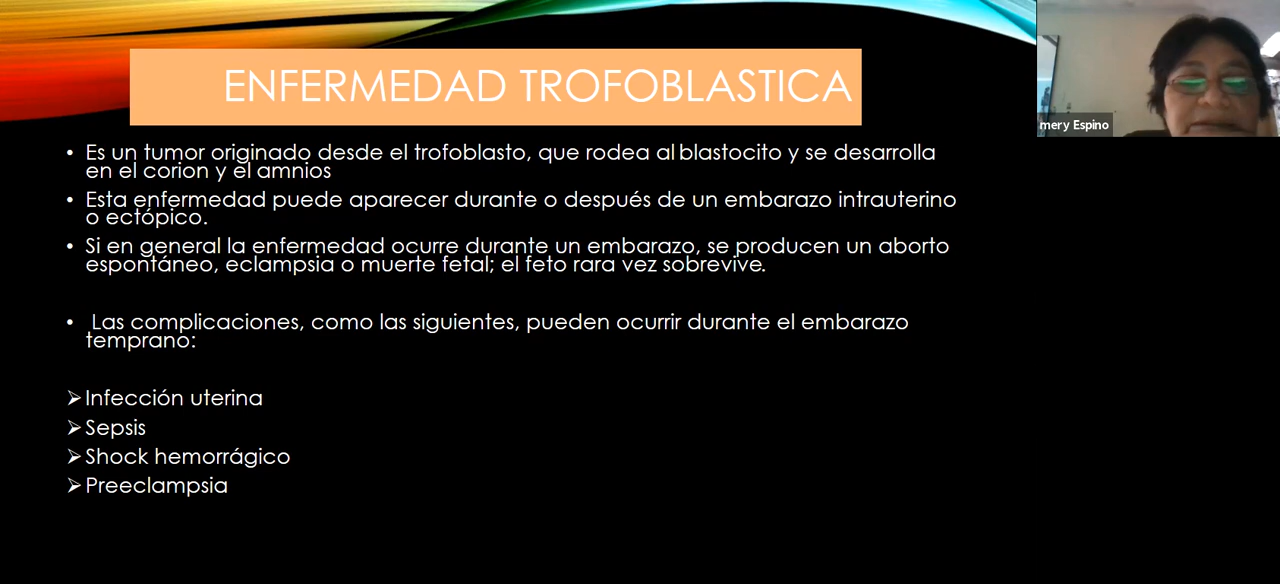 ENFERMEDAD TROFOBLASTICA
mery Espino
• Es un tumor originado desde el trofoblasto, que rodea al blastocito y se desarrolla
en el corion y el amnios
• Esta enfermedad puede aparecer durante o después de un embarazo intrauterino
o ectópico.
• Si en general la enfermedad ocurre durante un embarazo, se producen un aborto
espontáneo, eclampsia o muerte fetal; el feto rara vez sobrevive.
• Las complicaciones, como las siguientes, pueden ocurrir durante el embarazo
temprano:
➢ Infección uterina
➢ Sepsis
➢ Shock hemorrágico
➢ Preeclampsia